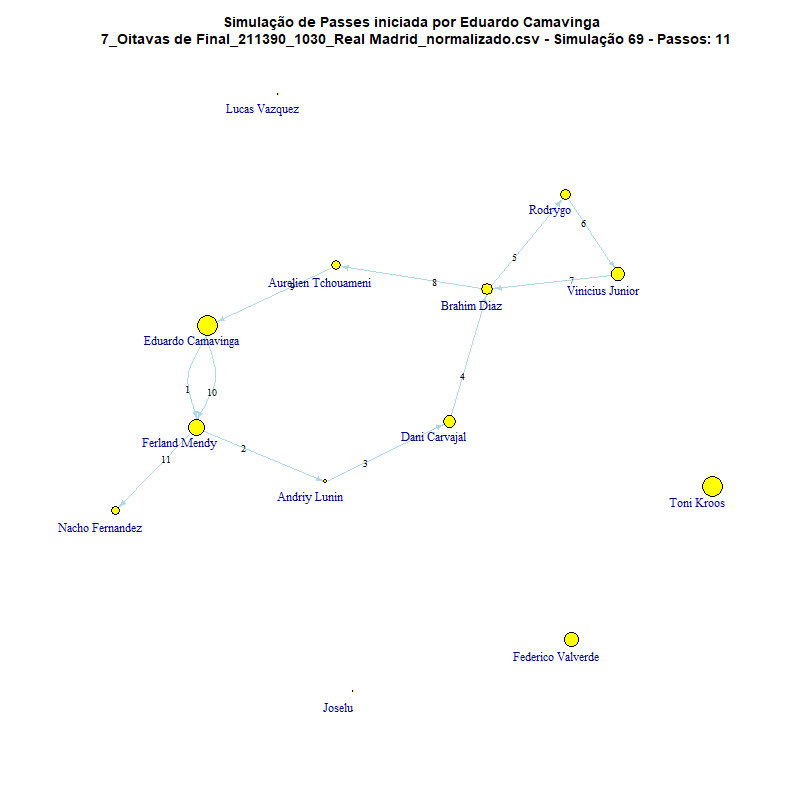 Simulação de Passes iniciada por Eduardo Camavinga
7_Oitavas de Final_211390_1030_Real Madrid_normalizado.csv - Simulação 69 - Passos: 11
Lucas Vazquez
Rodrygo
6
5
Aurelien Tchouameni
9
8
7
Vinicius Junior
Brahim Diaz
Eduardo Camavinga
1
10
4
Ferland Mendy
2
Dani Carvajal
11
3
Andriy Lunin
Toni Kroos
Nacho Fernandez
Federico Valverde
Joselu